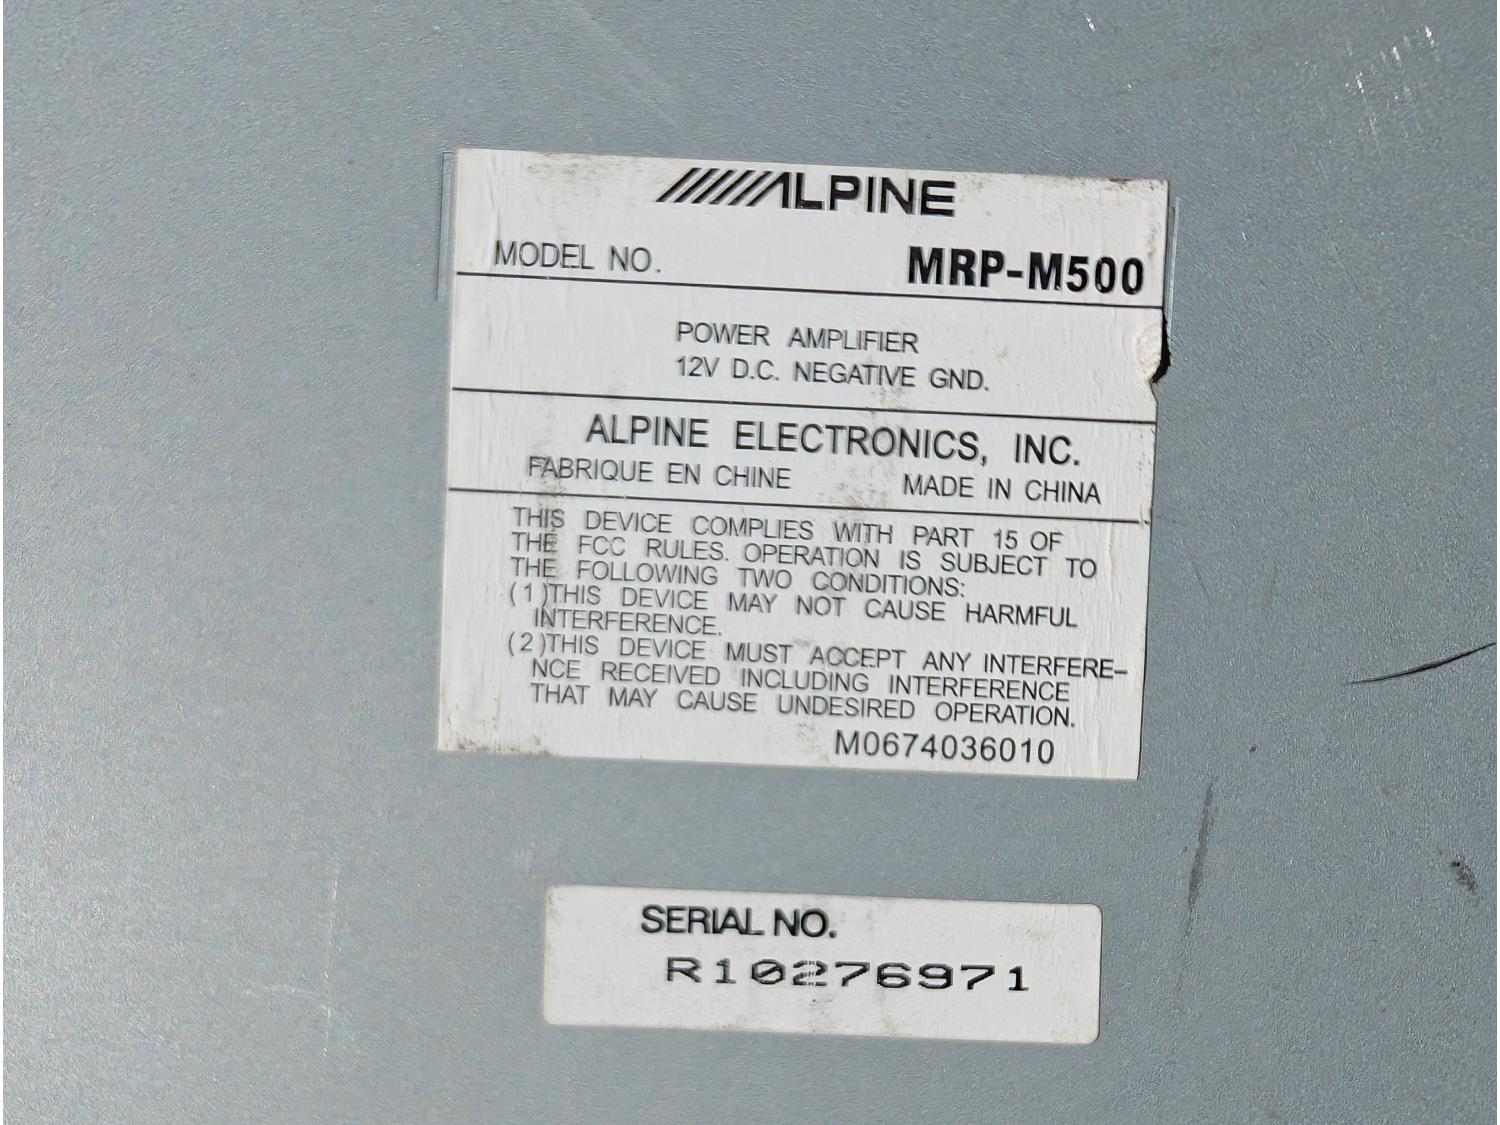 ALPINE
MODEL NO. MRP-M500
POWER AMPLIFIER
12V D.C. NEGATIVE GND.
ALPINE ELECTRONICS, INC.
FABRIQUE EN CHINE MADE IN CHINA
THIS DEVICE COMPLIES WITH PART 15 OF
THE FCC RULES. OPERATION IS SUBJECT TO
THE FOLLOWING TWO CONDITIONS:
(1)THIS DEVICE MAY NOT CAUSE HARMFUL
INTERFERENCE.
(2)THIS DEVICE MUST ACCEPT ANY INTERFERE-
NCE RECEIVED INCLUDING INTERFERENCE
THAT MAY CAUSE UNDESIRED OPERATION.
M0674036010
SERIAL NO.
R10276971